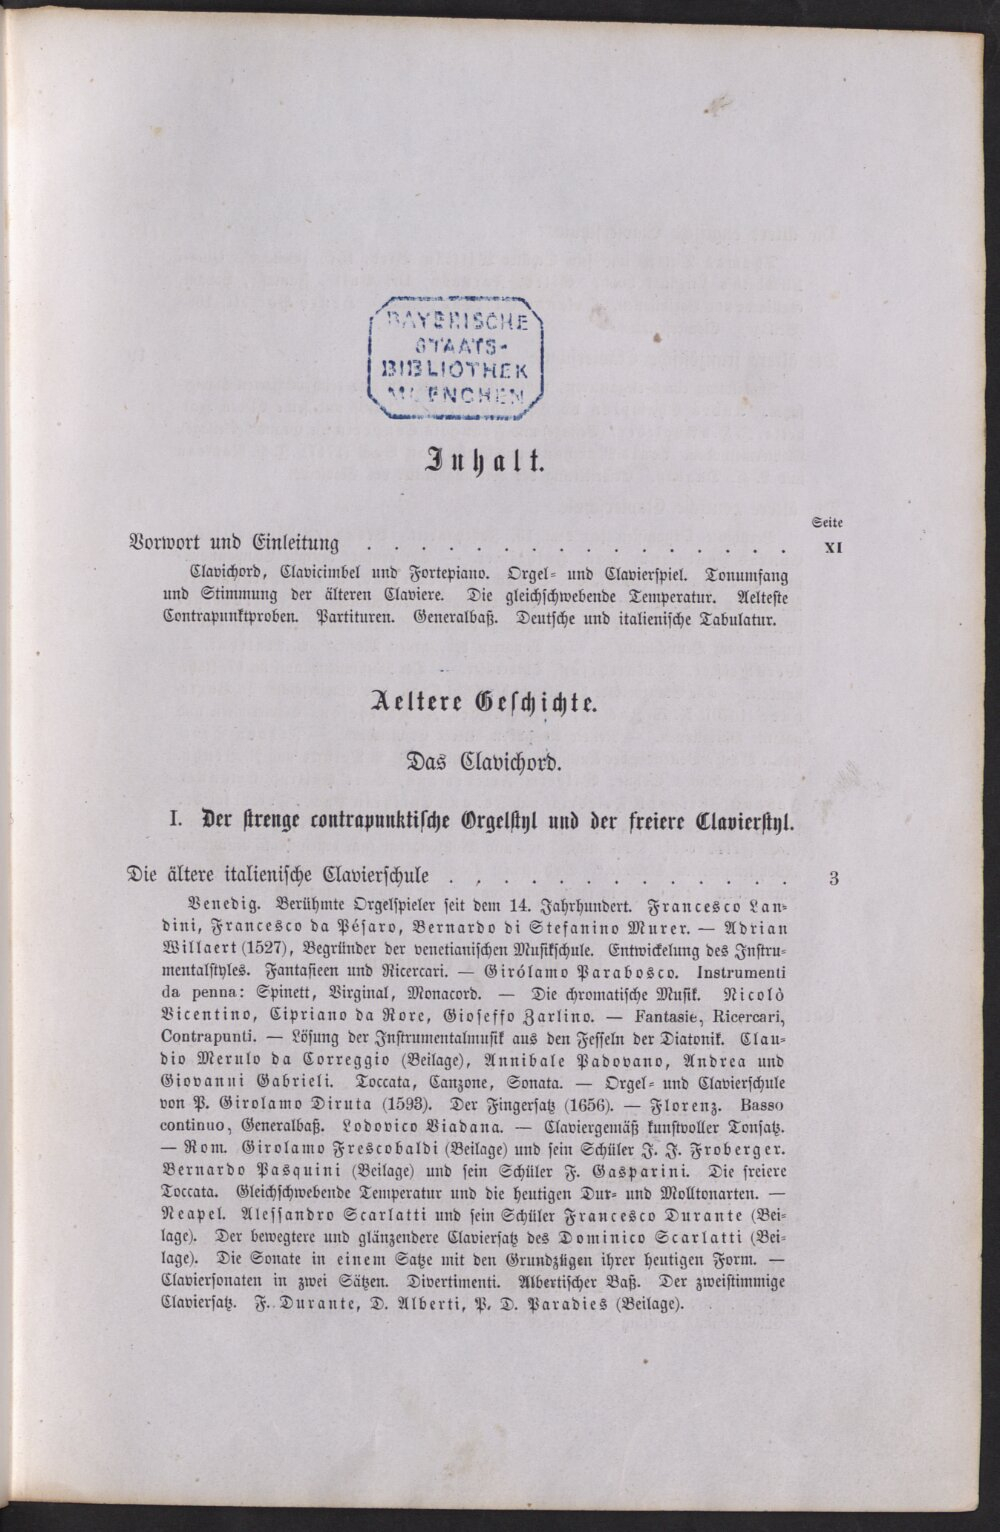 BAYERISCHE
STAATS-
BIBLIOTHEK
MUENCHEN
Inhalt.
Seite
Vorwort und Einleitung . . . . . . . . . . . . . . . . XI
Clavichord, Clavicimbel und Fortepiano. Orgel- und Clavierspiel. Tonumfang
und Stimmung der älteren Claviere. Die gleichschwebende Temperatur. Aelteste
Contrapunktproben. Partituren. Generalbaß. Deutsche und italienische Tabulatur.
Aeltere Geschichte.
Das Clavichord.
I. Der strenge contrapunktische Orgelstyl und der freiere Clavierstyl.
Die ältere italienische Clavierschule . . . . . . . . . . . . . 3
Venedig. Berühmte Orgelspieler seit dem 14. Jahrhundert. Francesco Lan-
dini, Francesco da Pésaro, Bernardo di Stefanino Murer. — Adrian
Willaert (1527), Begründer der venetianischen Musikschule. Entwickelung des Instru-
mentalstyles. Fantasieen und Ricercari. — Girólamo Parabosco. Instrumenti
da penna: Spinett, Virginal, Monacord. — Die chromatische Musik. Nicolò
Vicentino, Cipriano da Rore, Gioseffo Zarlino. — Fantasie, Ricercari,
Contrapunti. — Lösung der Instrumentalmusik aus den Fesseln der Diatonik. Clau-
dio Merulo da Correggio (Beilage), Annibale Padovano, Andrea und
Giovanni Gabrieli. Toccata, Canzone, Sonata. — Orgel- und Clavierschule
von P. Girolamo Diruta (1593). Der Fingersatz (1656). — Florenz. Basso
continuo, Generalbaß. Lodovico Viadana. — Claviergemäß kunstvoller Tonsatz.
— Rom. Girolamo Frescobaldi (Beilage) und sein Schüler J. J. Froberger.
Bernardo Pasquini (Beilage) und sein Schüler F. Gasparini. Die freiere
Toccata. Gleichschwebende Temperatur und die heutigen Dur- und Molltonarten. —
Neapel. Alessandro Scarlatti und sein Schüler Francesco Durante (Bei-
lage). Der bewegtere und glänzendere Claviersatz des Dominico Scarlatti (Bei-
lage). Die Sonate in einem Satze mit den Grundzügen ihrer heutigen Form. —
Claviersonaten in zwei Sätzen. Divertimenti. Albertischer Baß. Der zweistimmige
Claviersatz. F. Durante, D. Alberti, P. D. Paradies (Beilage).